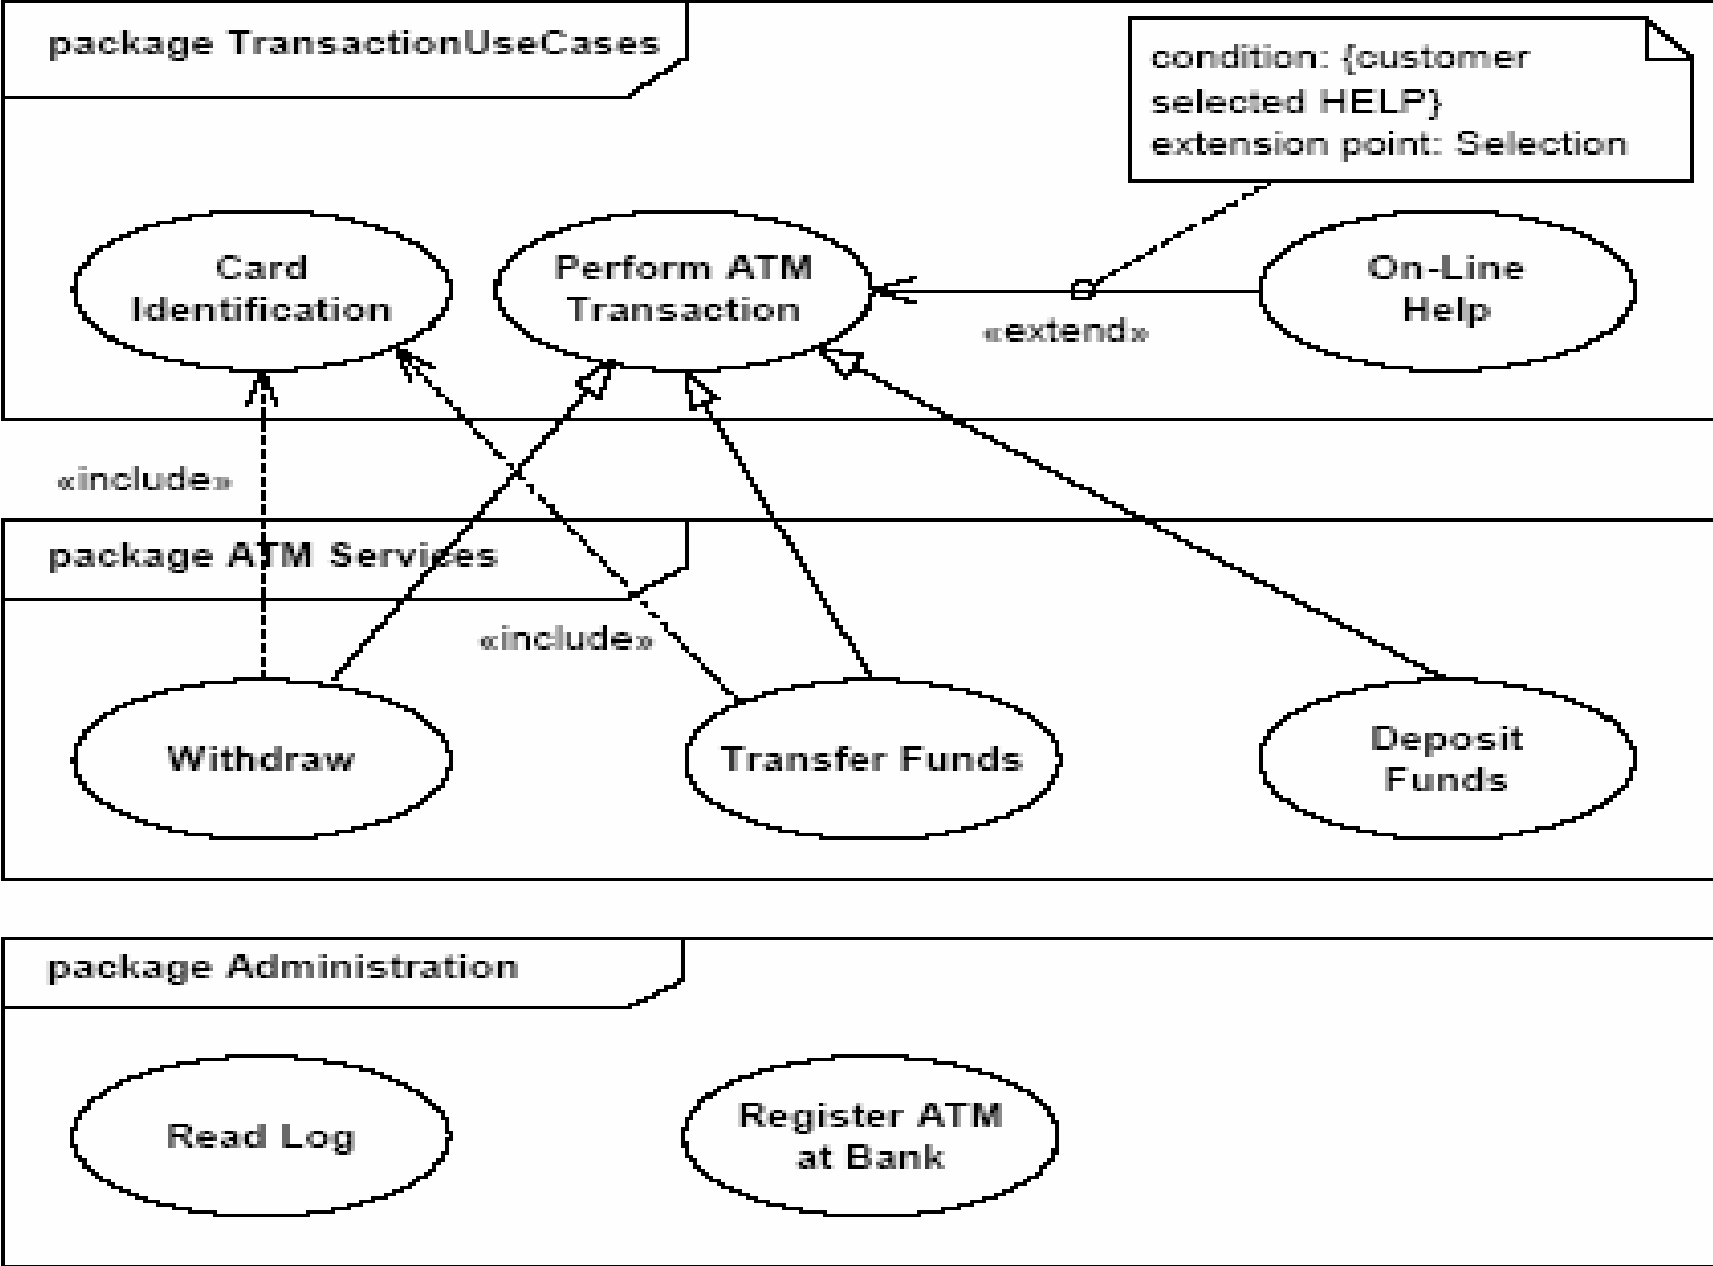 package TransactionUseCases
condition: {customer
selected HELP}
extension point: Selection
Card
Identification
Perform ATM
Transaction
On-Line
Help
«extend»
«include»
package ATM Services
«include»
Withdraw
Transfer Funds
Deposit
Funds
package Administration
Read Log
Register ATM
at Bank